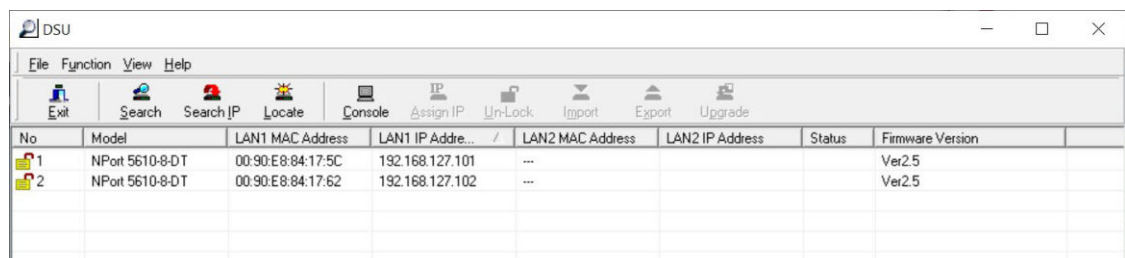 DSU
File Function View Help
Exit Search Search IP Locate Console Assign IP Un-Lock Import Export Upgrade
No Model LAN1 MAC Address LAN1 IP Addre... LAN2 MAC Address LAN2 IP Address Status Firmware Version
1 NPort 5610-8-DT 00:90:E8:84:17:5C 192.168.127.101 --- Ver2.5
2 NPort 5610-8-DT 00:90:E8:84:17:62 192.168.127.102 --- Ver2.5